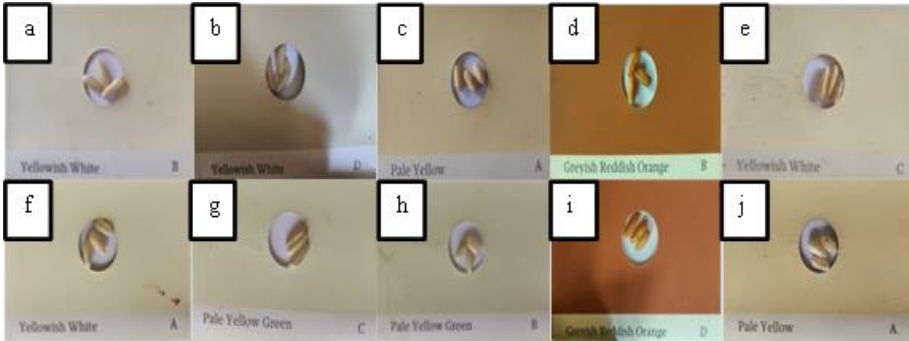 a
b
c
d
e
Yellowish White B
Yellowish White D
Pale Yellow A
Greyish Reddish Orange B
Yellowish White C
f
g
h
i
j
Yellowish White A
Pale Yellow Green C
Pale Yellow Green B
Greyish Reddish Orange D
Pale Yellow A